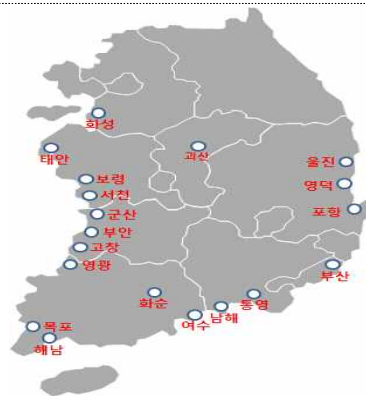 화성
태안
괴산
울진
보령
영덕
서천
포항
군산
부안
고창
영광
부산
화순
통영
남해
여수
목포
해남